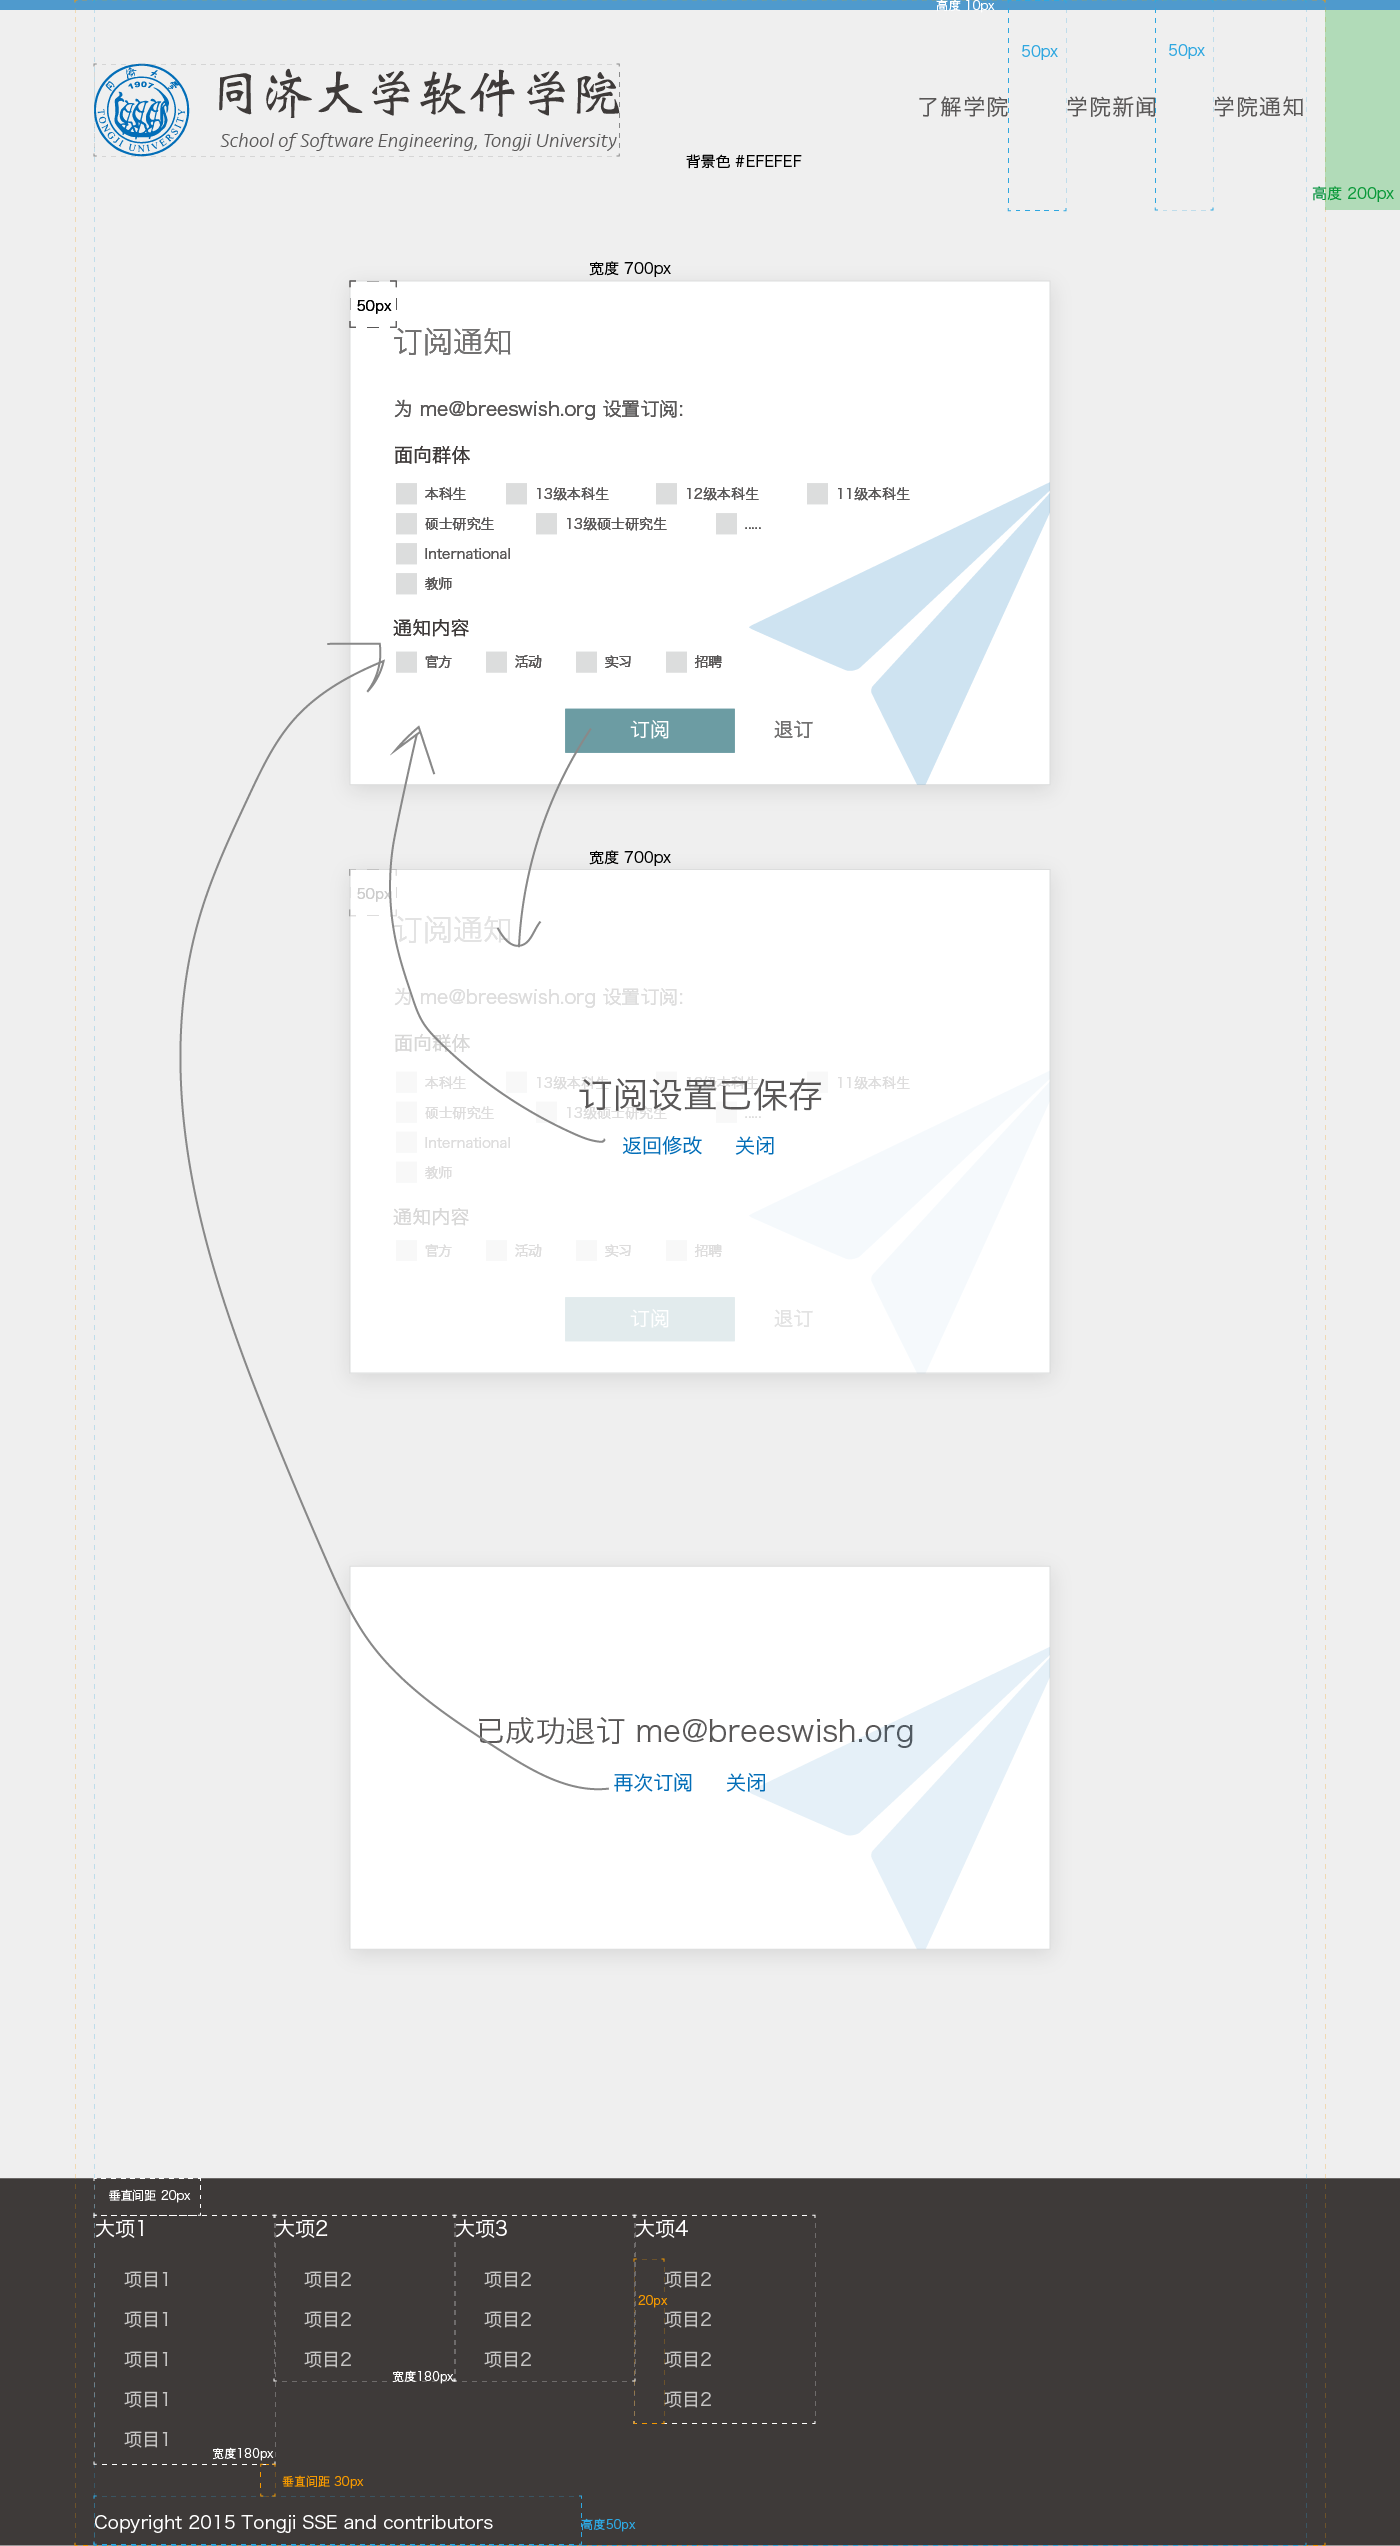 高度 10px
50px
50px
同济大学软件学院
School of Software Engineering, Tongji University
同济大学
1907
TONGJI UNIVERSITY
了解学院 学院新闻 学院通知
背景色 #EFEFEF
高度 200px
宽度 700px
50px
订阅通知
为 me@breeswish.org 设置订阅:
面向群体
本科生 13级本科生 12级本科生 11级本科生
硕士研究生 13级硕士研究生 .....
International
教师
通知内容
官方 活动 实习 招聘
订阅 退订
宽度 700px
50px
订阅通知
为 me@breeswish.org 设置订阅:
面向群体
本科生 13级本科生 12级本科生 11级本科生
订阅设置已保存
硕士研究生 13级硕士研究生 .....
International
返回修改 关闭
教师
通知内容
官方 活动 实习 招聘
订阅 退订
已成功退订 me@breeswish.org
再次订阅 关闭
垂直间距 20px
大项1 大项2 大项3 大项4
项目1 项目2 项目2 项目2
20px
项目1 项目2 项目2 项目2
项目1 项目2 项目2 项目2
宽度180px
项目1 项目2
项目1
宽度180px
垂直间距 30px
Copyright 2015 Tongji SSE and contributors
高度50px